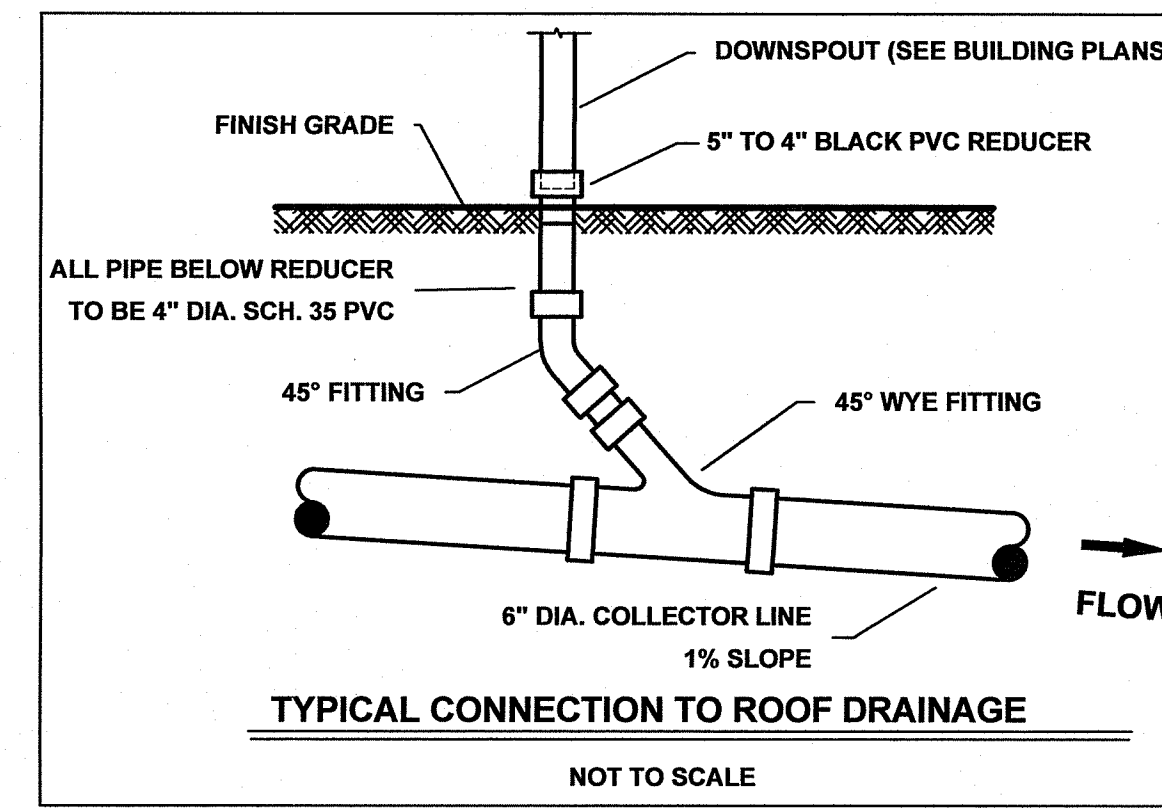 DOWNSPOUT (SEE BUILDING PLANS
FINISH GRADE
5" TO 4" BLACK PVC REDUCER
ALL PIPE BELOW REDUCER
TO BE 4" DIA. SCH. 35 PVC
45° FITTING
45° WYE FITTING
6" DIA. COLLECTOR LINE
1% SLOPE
FLOW
TYPICAL CONNECTION TO ROOF DRAINAGE
NOT TO SCALE